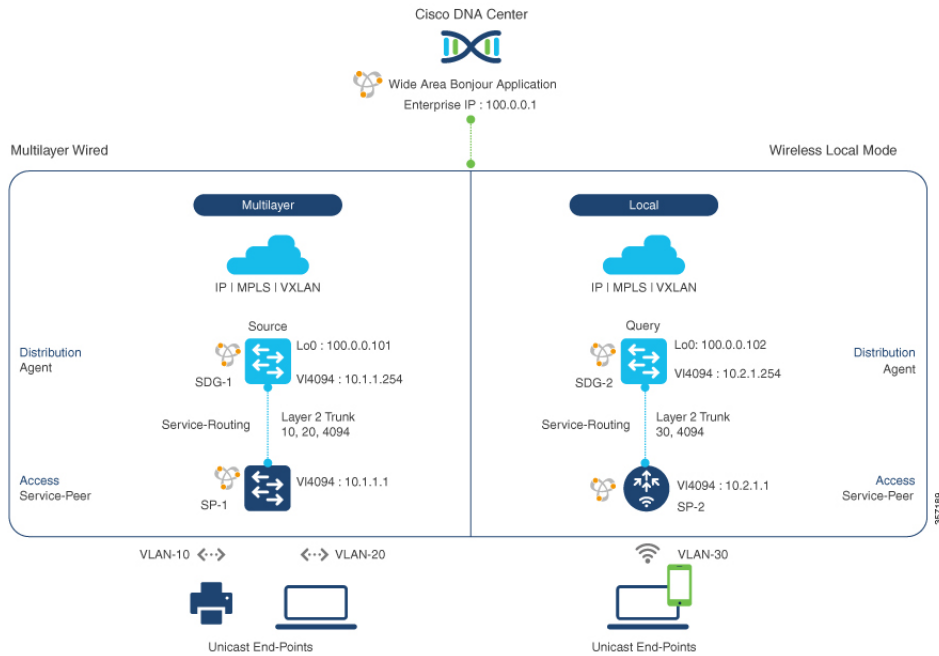 Cisco DNA Center
Wide Area Bonjour Application
Enterprise IP : 100.0.0.1
Multilayer Wired
Wireless Local Mode
Multilayer
Local
IP | MPLS | VXLAN
IP | MPLS | VXLAN
Source
Query
Distribution
Agent
SDG-1
Lo0 : 100.0.0.101
Vl4094 : 10.1.1.254
SDG-2
Lo0: 100.0.0.102
Vl4094 : 10.2.1.254
Distribution
Agent
Service-Routing
Layer 2 Trunk
10, 20, 4094
Service-Routing
Layer 2 Trunk
30, 4094
Access
Service-Peer
SP-1
Vl4094 : 10.1.1.1
Vl4094 : 10.2.1.1
SP-2
Access
Service-Peer
357189
VLAN-10
VLAN-20
VLAN-30
Unicast End-Points
Unicast End-Points